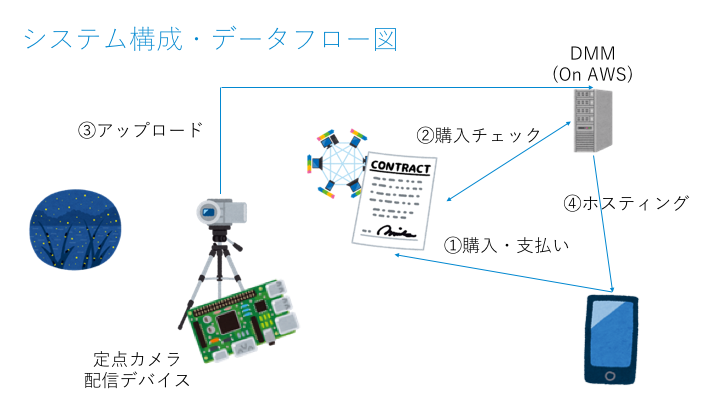 システム構成・データフロー図
DMM
(On AWS)
③アップロード
②購入チェック
CONTRACT
④ホスティング
①購入・支払い
定点カメラ
配信デバイス